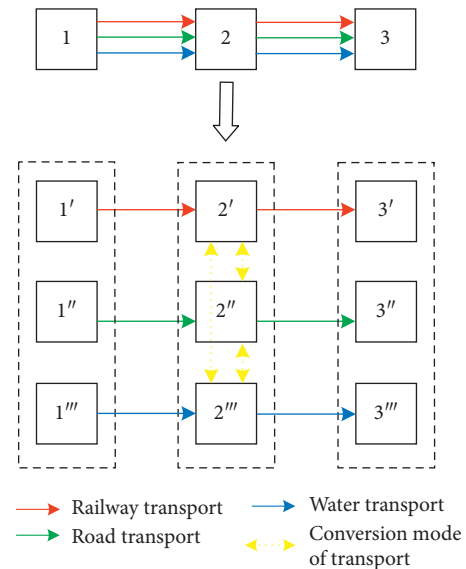 1 2 3
1′ 2′ 3′
1″ 2″ 3″
1‴ 2‴ 3‴
Railway transport
Road transport
Water transport
Conversion mode
of transport